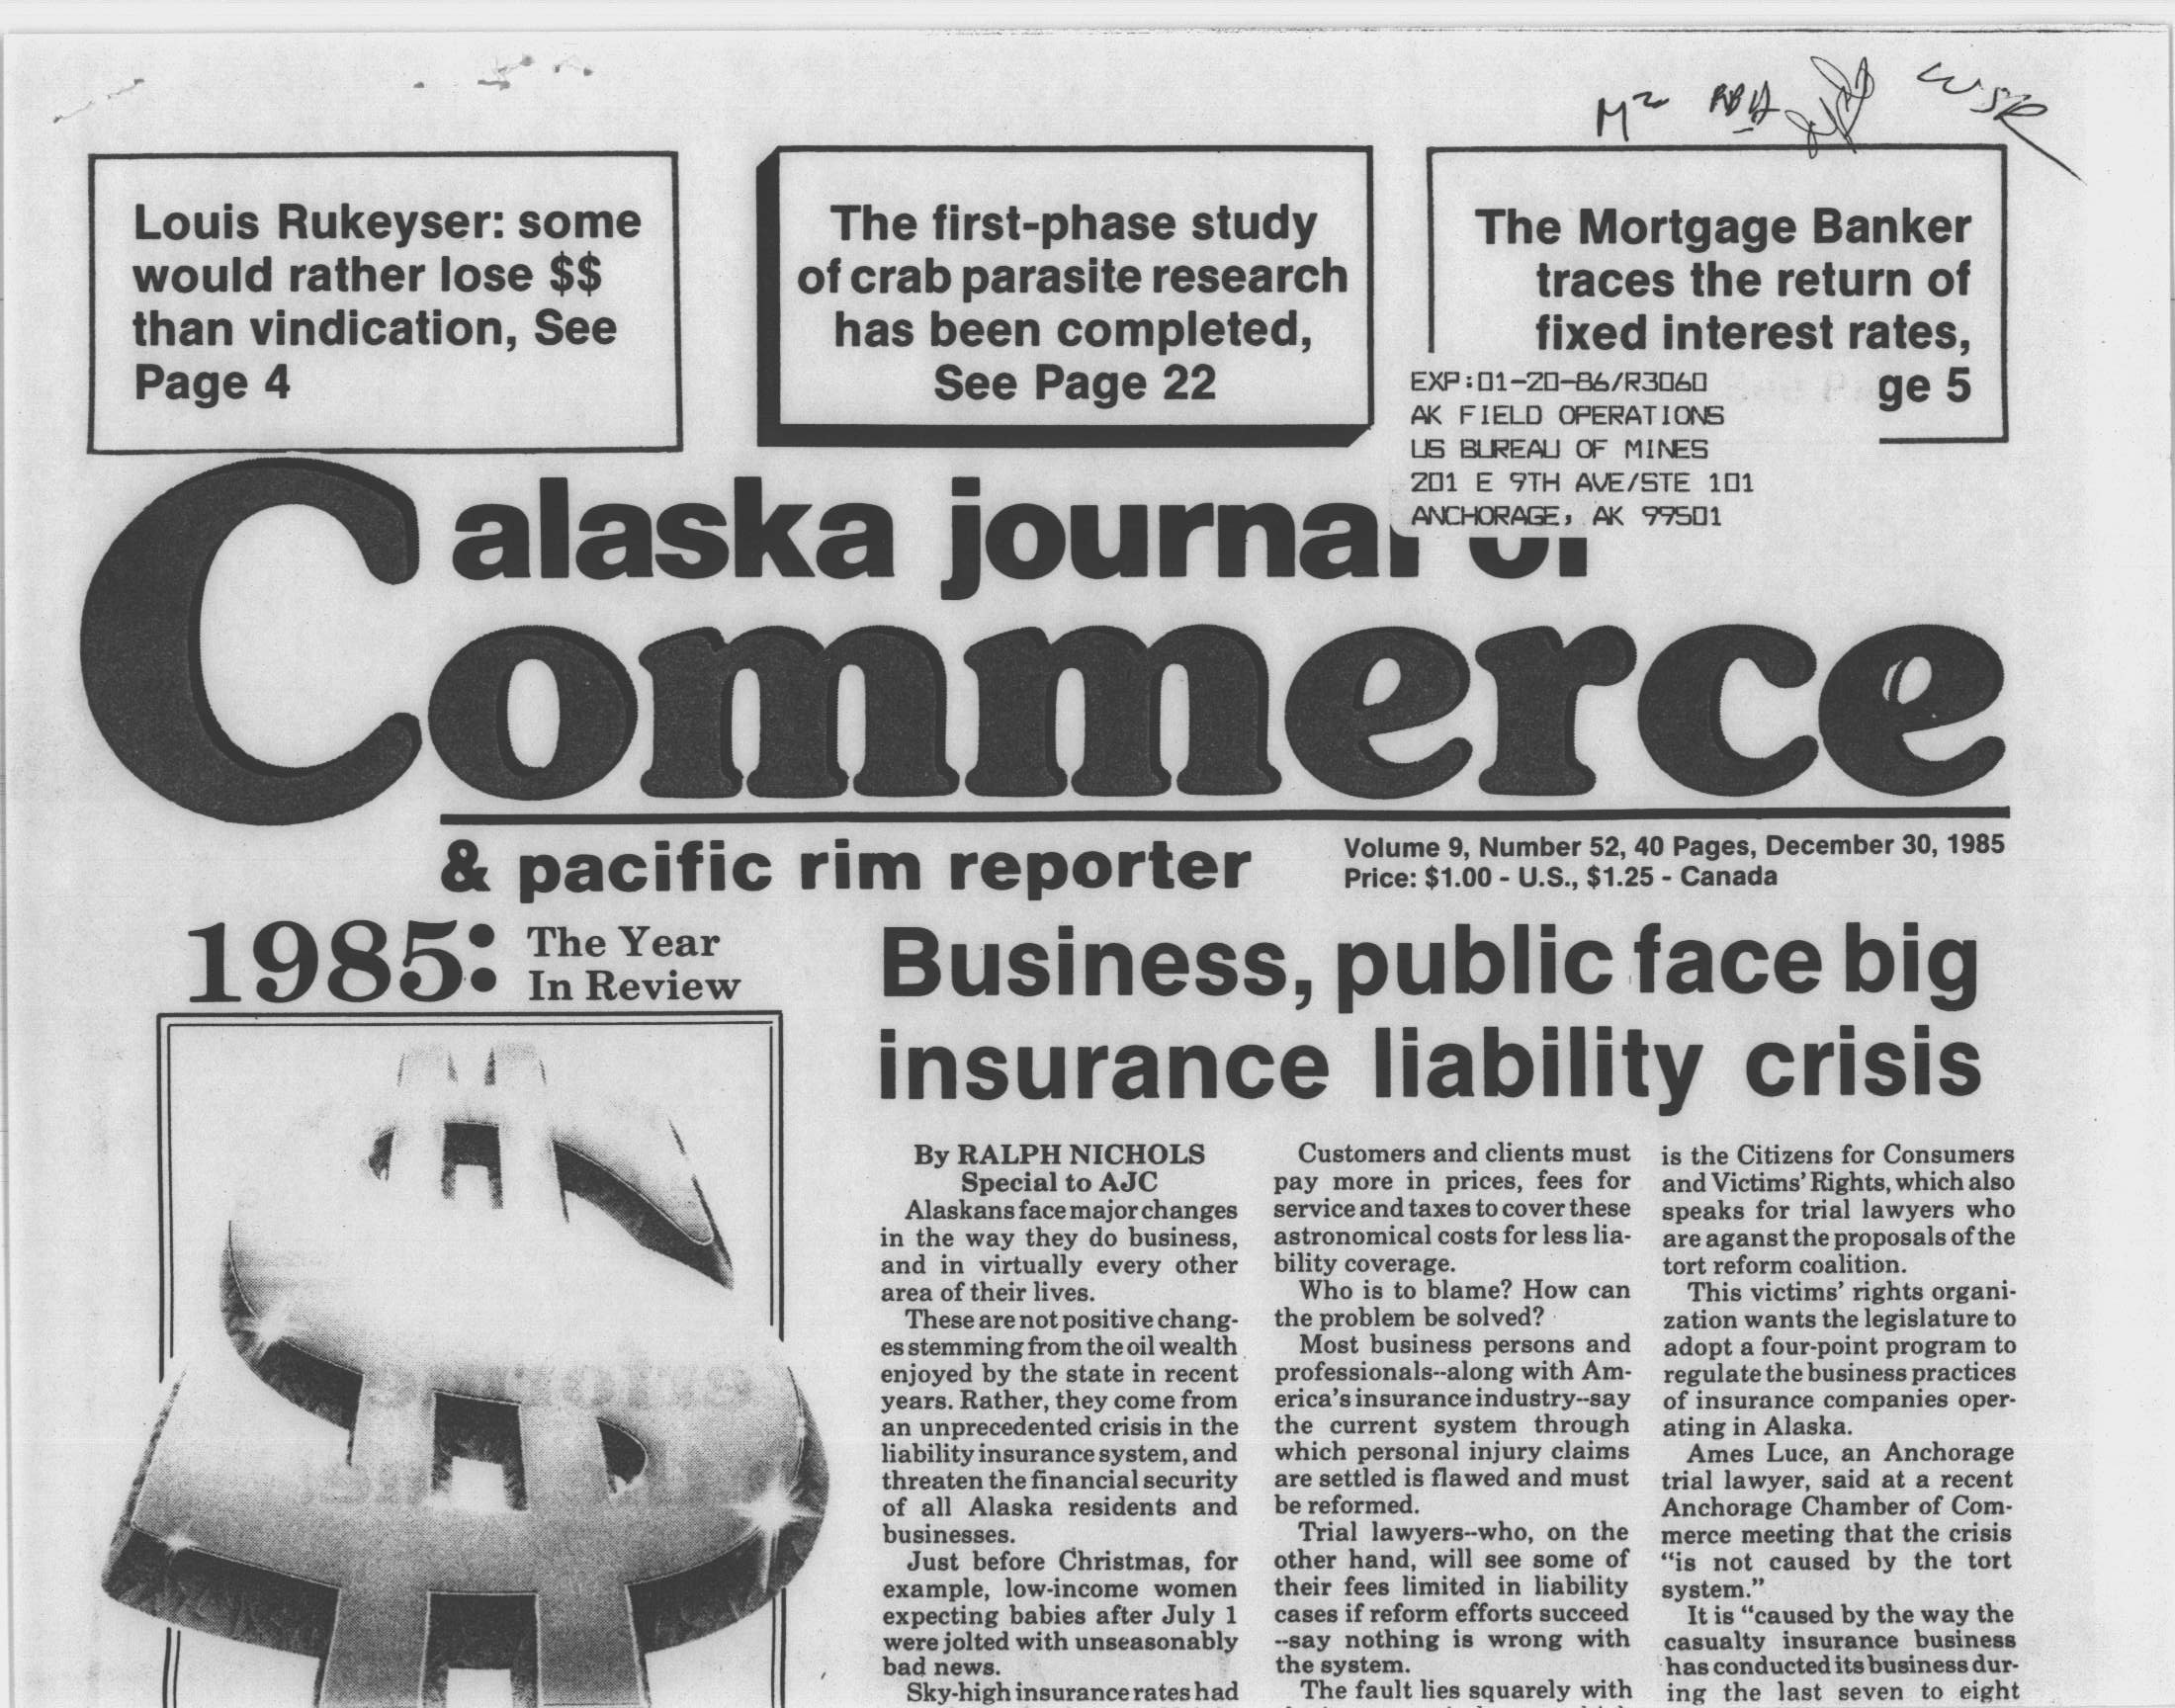 M² RBH WSR
Louis Rukeyser: some
would rather lose $$
than vindication, See
Page 4
The first-phase study
of crab parasite research
has been completed,
See Page 22
The Mortgage Banker
traces the return of
fixed interest rates,
ge 5
EXP:01-20-86/R3060
AK FIELD OPERATIONS
US BUREAU OF MINES
201 E 9TH AVE/STE 101
ANCHORAGE, AK 99501
alaska journal of
Commerce
& pacific rim reporter
Volume 9, Number 52, 40 Pages, December 30, 1985
Price: $1.00 - U.S., $1.25 - Canada
1985: The Year
In Review
Business, public face big
insurance liability crisis
By RALPH NICHOLS
Special to AJC
Alaskans face major changes
in the way they do business,
and in virtually every other
area of their lives.
These are not positive chang-
es stemming from the oil wealth
enjoyed by the state in recent
years. Rather, they come from
an unprecedented crisis in the
liability insurance system, and
threaten the financial security
of all Alaska residents and
businesses.
Just before Christmas, for
example, low-income women
expecting babies after July 1
were jolted with unseasonably
bad news.
Sky-high insurance rates had
Customers and clients must
pay more in prices, fees for
service and taxes to cover these
astronomical costs for less lia-
bility coverage.
Who is to blame? How can
the problem be solved?
Most business persons and
professionals--along with Am-
erica's insurance industry--say
the current system through
which personal injury claims
are settled is flawed and must
be reformed.
Trial lawyers--who, on the
other hand, will see some of
their fees limited in liability
cases if reform efforts succeed
--say nothing is wrong with
the system.
The fault lies squarely with
is the Citizens for Consumers
and Victims' Rights, which also
speaks for trial lawyers who
are aganst the proposals of the
tort reform coalition.
This victims' rights organi-
zation wants the legislature to
adopt a four-point program to
regulate the business practices
of insurance companies oper-
ating in Alaska.
Ames Luce, an Anchorage
trial lawyer, said at a recent
Anchorage Chamber of Com-
merce meeting that the crisis
"is not caused by the tort
system."
It is "caused by the way the
casualty insurance business
has conducted its business dur-
ing the last seven to eight